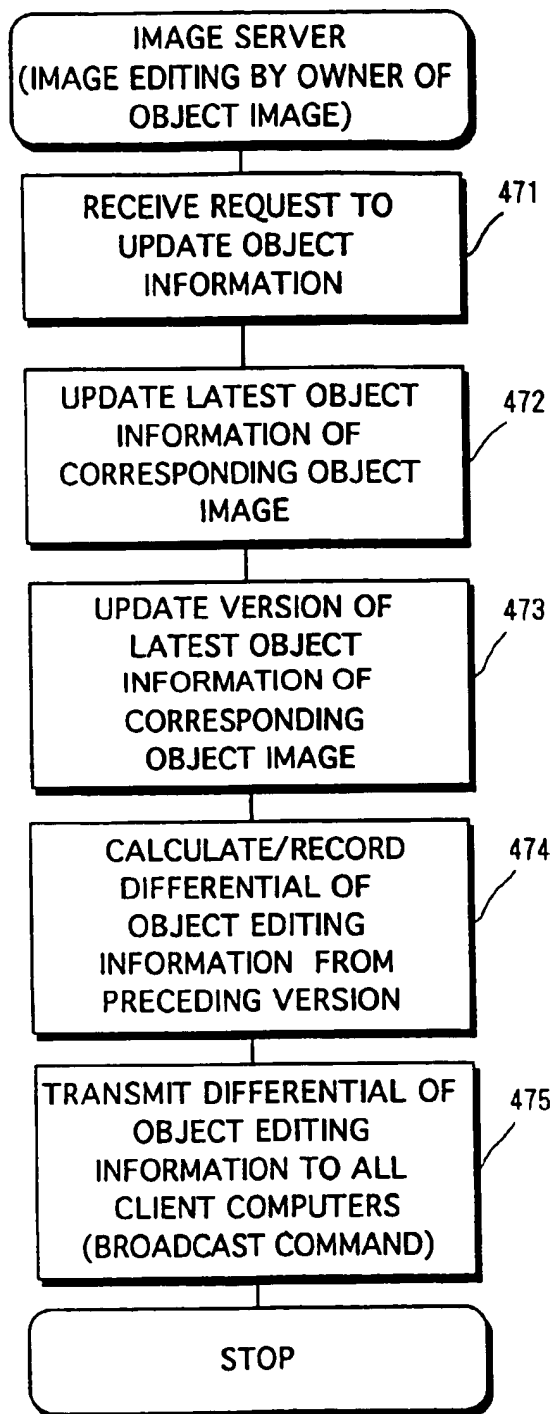 IMAGE SERVER
(IMAGE EDITING BY OWNER OF
OBJECT IMAGE)
RECEIVE REQUEST TO
UPDATE OBJECT
INFORMATION
471
UPDATE LATEST OBJECT
INFORMATION OF
CORRESPONDING OBJECT
IMAGE
472
UPDATE VERSION OF
LATEST OBJECT
INFORMATION OF
CORRESPONDING
OBJECT IMAGE
473
CALCULATE/RECORD
DIFFERENTIAL OF
OBJECT EDITING
INFORMATION FROM
PRECEDING VERSION
474
TRANSMIT DIFFERENTIAL OF
OBJECT EDITING
INFORMATION TO ALL
CLIENT COMPUTERS
(BROADCAST COMMAND)
475
STOP